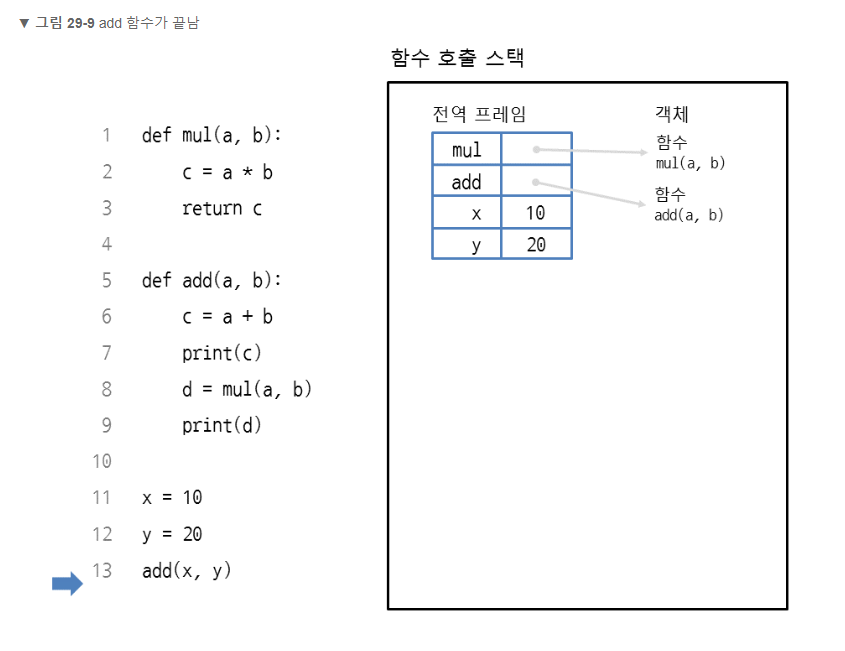 ▼ 그림 29-9 add 함수가 끝남
함수 호출 스택
전역 프레임
객체
mul
add
x 10
y 20
함수
mul(a, b)
함수
add(a, b)
1 def mul(a, b):
2     c = a * b
3     return c
4
5 def add(a, b):
6     c = a + b
7     print(c)
8     d = mul(a, b)
9     print(d)
10
11 x = 10
12 y = 20
13 add(x, y)